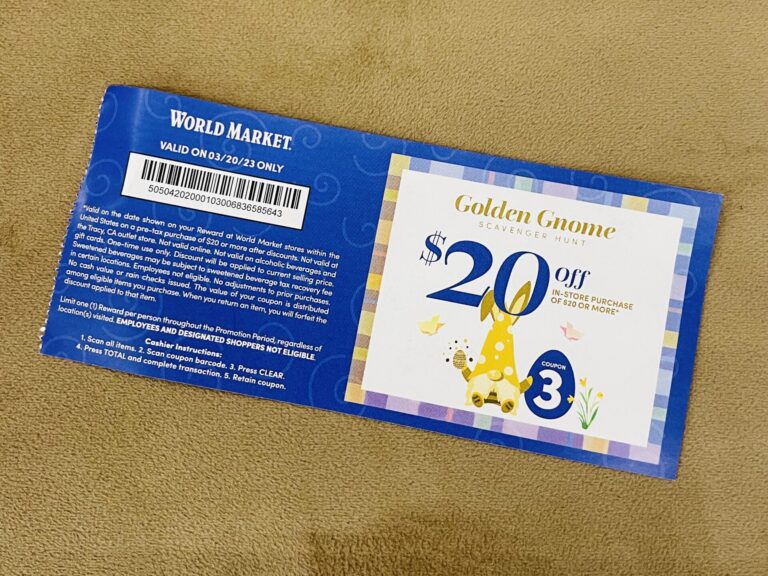 WORLD MARKET.
VALID ON 03/20/23 ONLY
5050420200010300683658564​3
*Valid on the date shown on your Reward at World Market stores within the
United States on a pre-tax purchase of $20 or more after discounts. Not valid at
the Tracy, CA outlet store. Not valid online. Not valid on alcoholic beverages and
gift cards. One-time use only. Discount will be applied to current selling price.
Sweetened beverages may be subject to sweetened beverage tax recovery fee
in certain locations. Employees not eligible. No adjustments to prior purchases.
No cash value or rain checks issued. The value of your coupon is distributed
among eligible items you purchase. When you return an item, you will forfeit the
discount applied to that item.
Limit one (1) Reward per person throughout the Promotion Period, regardless of
location(s) visited. EMPLOYEES AND DESIGNATED SHOPPERS NOT ELIGIBLE.
Cashier Instructions:
1. Scan all items. 2. Scan coupon barcode. 3. Press CLEAR.
4. Press TOTAL and complete transaction. 5. Retain coupon.
Golden Gnome
SCAVENGER HUNT
$20 off
IN-STORE PURCHASE
OF $20 OR MORE*
COUPON
3